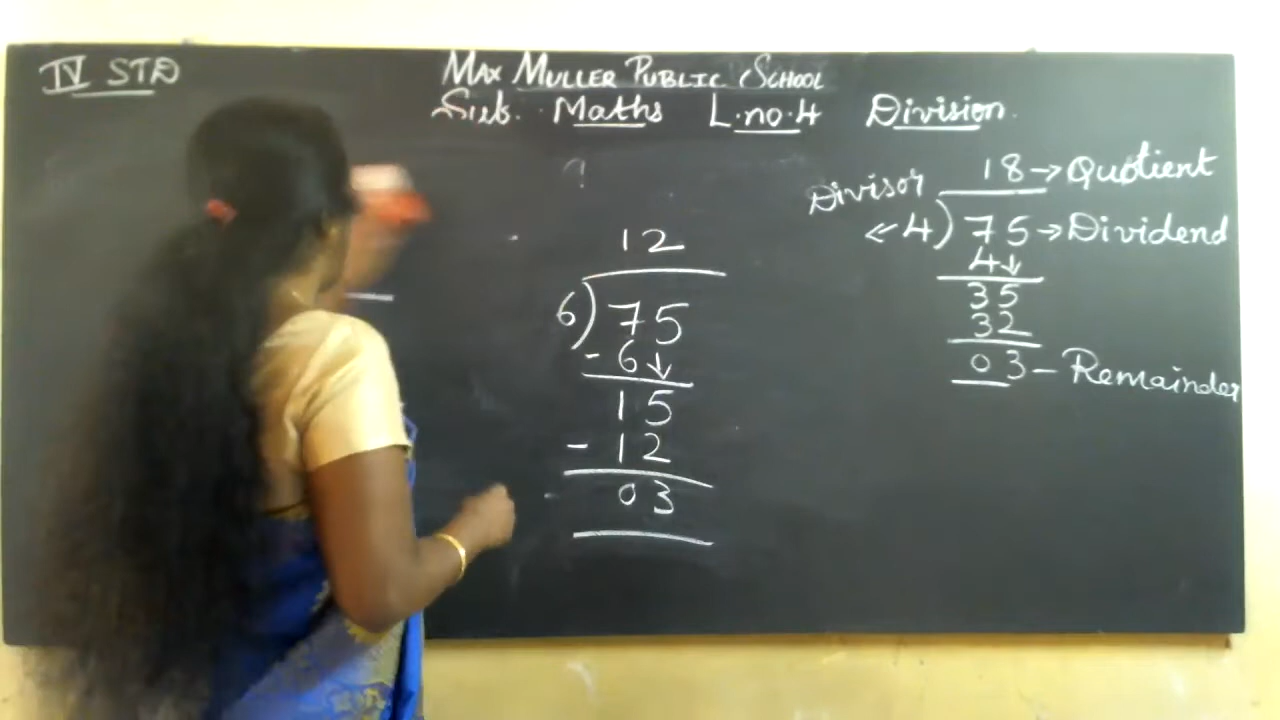 IV STD
MAX MULLER PUBLIC SCHOOL
Sub. Maths L.no.4 Division.
12
6)75
-6↓
15
-12
03
18→Quotient
Divisor
←4)75→Dividend
4↓
35
32
03-Remainder